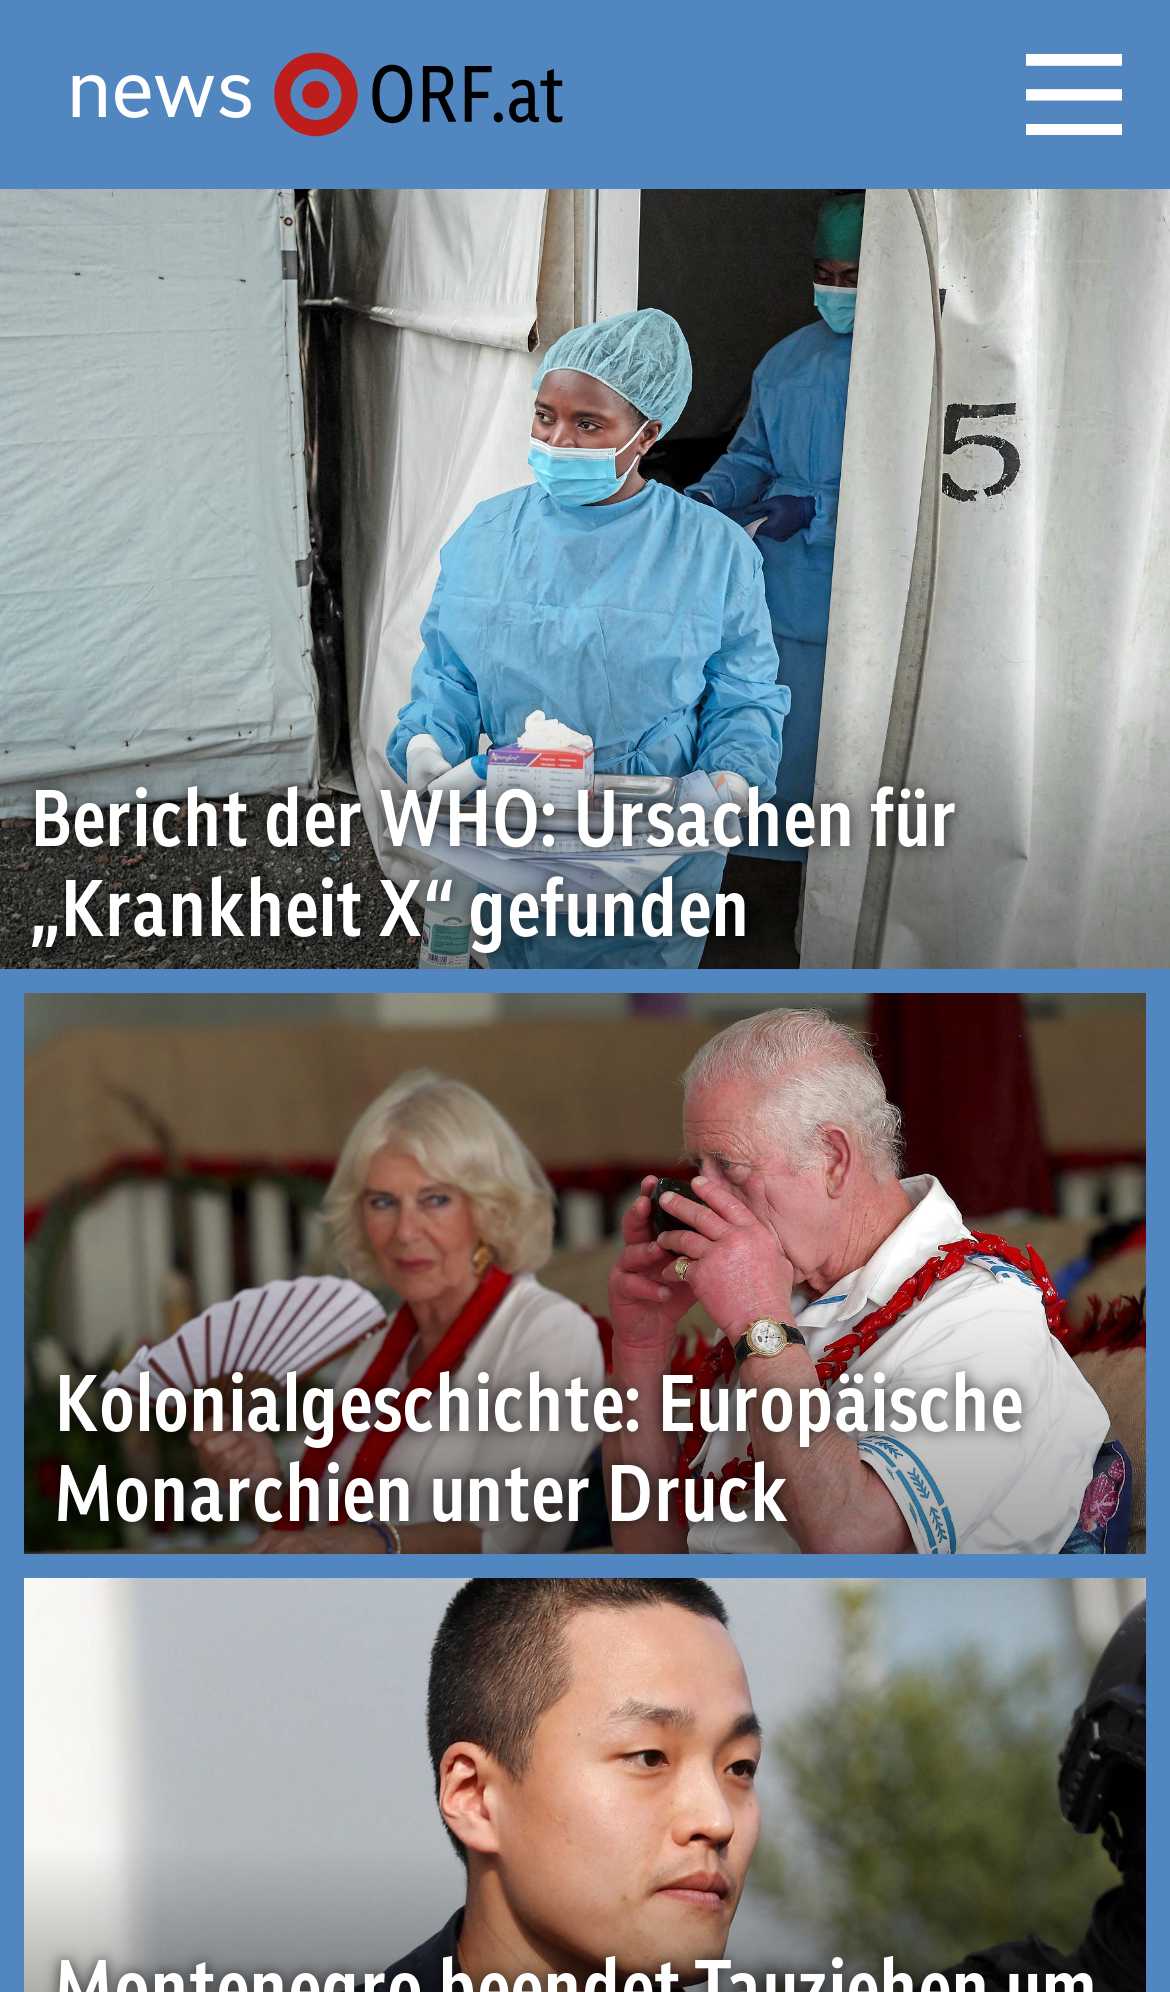 news ORF.at
5
Bericht der WHO: Ursachen für
„Krankheit X“ gefunden
Kolonialgeschichte: Europäische
Monarchien unter Druck
Montenegro beendet Tauziehen um